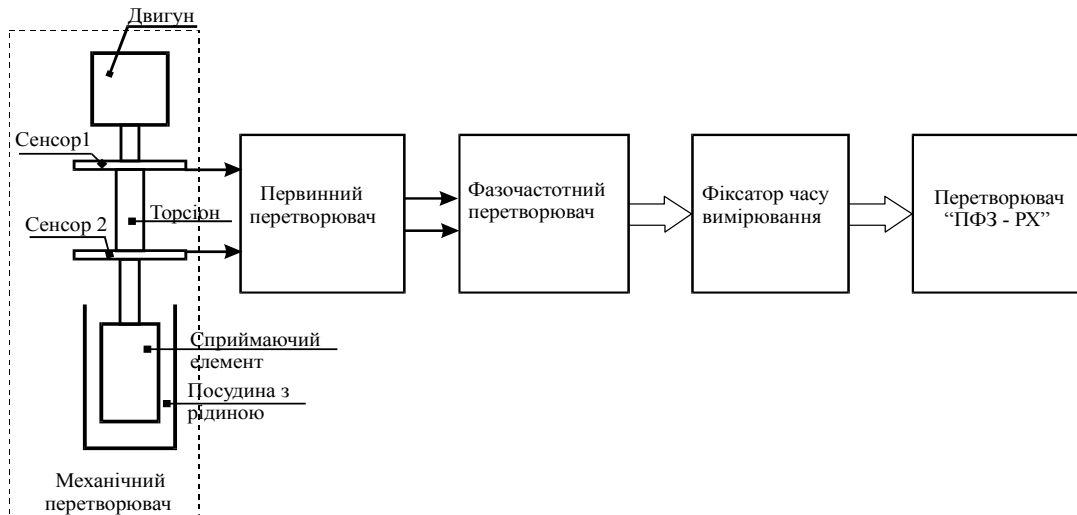 Двигун
Сенсор1
Торсіон
Сенсор 2
Сприймаючий
елемент
Посудина з
рідиною
Механічний
перетворювач
Первинний
перетворювач
Фазочастотний
перетворювач
Фіксатор часу
вимірювання
Перетворювач
“ПФЗ - РХ”